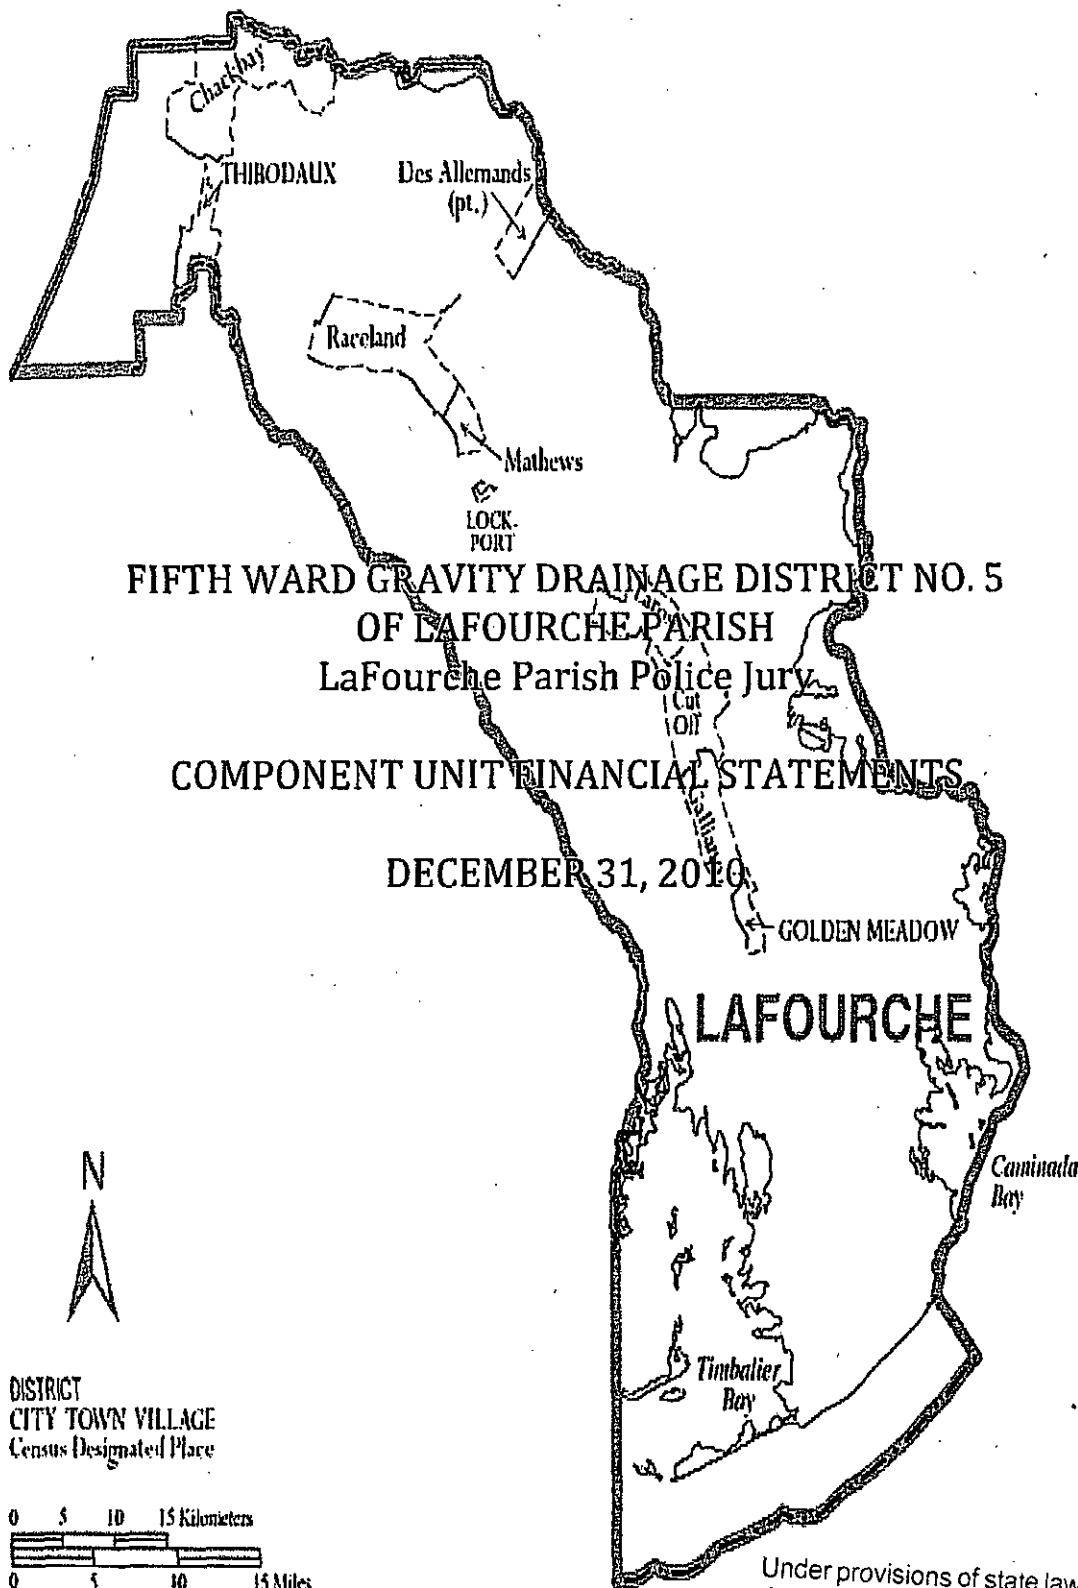 Chackbay
THIBODAUX
Des Allemands
(pt.)
Raceland
Mathews
LOCK-
PORT
FIFTH WARD GRAVITY DRAINAGE DISTRICT NO. 5
OF LAFOURCHE PARISH
LaFourche Parish Police Jury
Cut
Off
COMPONENT UNIT FINANCIAL STATEMENTS
Galliano
DECEMBER 31, 2010
GOLDEN MEADOW
LAFOURCHE
N
Caminada
Bay
Timbalier
Bay
DISTRICT
CITY TOWN VILLAGE
Census Designated Place
0 5 10 15 Kilometers
0 5 10 15 Miles
Under provisions of state law